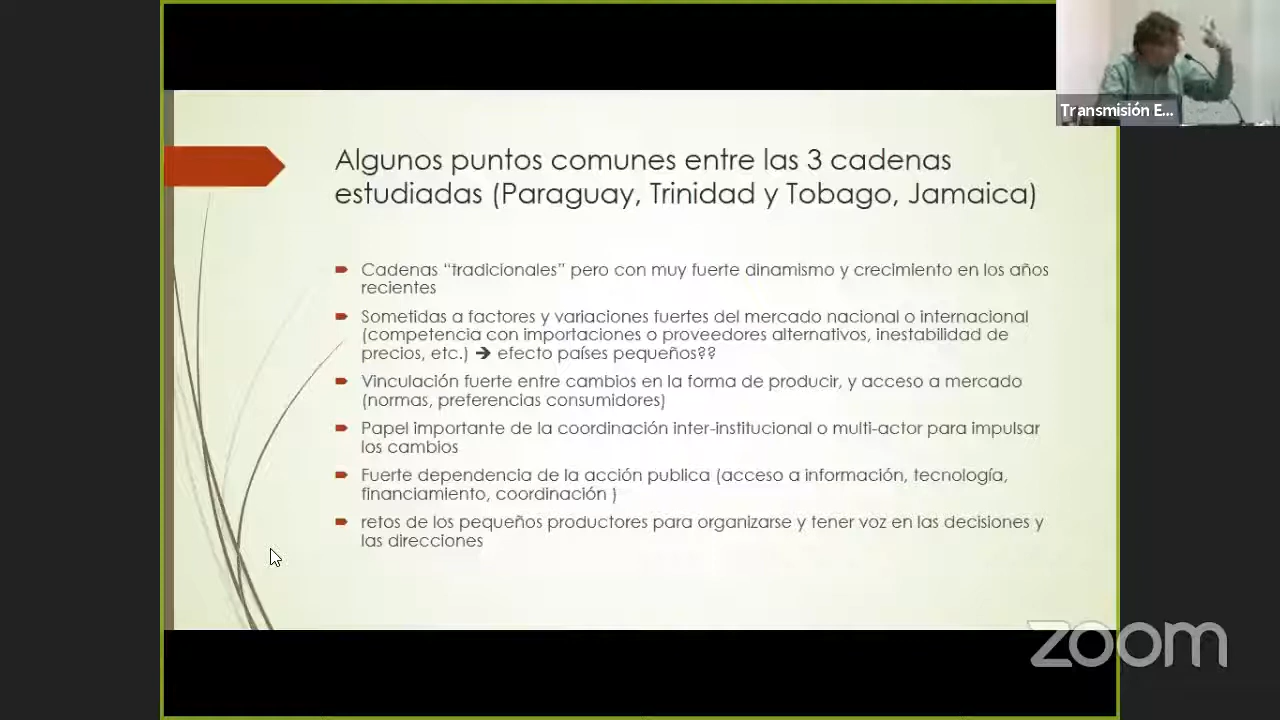 Transmisión E...
Algunos puntos comunes entre las 3 cadenas
estudiadas (Paraguay, Trinidad y Tobago, Jamaica)
Cadenas “tradicionales” pero con muy fuerte dinamismo y crecimiento en los años
recientes
Sometidas a factores y variaciones fuertes del mercado nacional o internacional
(competencia con importaciones o proveedores alternativos, inestabilidad de
precios, etc.) ➔ efecto países pequeños??
Vinculación fuerte entre cambios en la forma de producir, y acceso a mercado
(normas, preferencias consumidores)
Papel importante de la coordinación inter-institucional o multi-actor para impulsar
los cambios
Fuerte dependencia de la acción publica (acceso a información, tecnología,
financiamiento, coordinación )
retos de los pequeños productores para organizarse y tener voz en las decisiones y
las direcciones
zoom